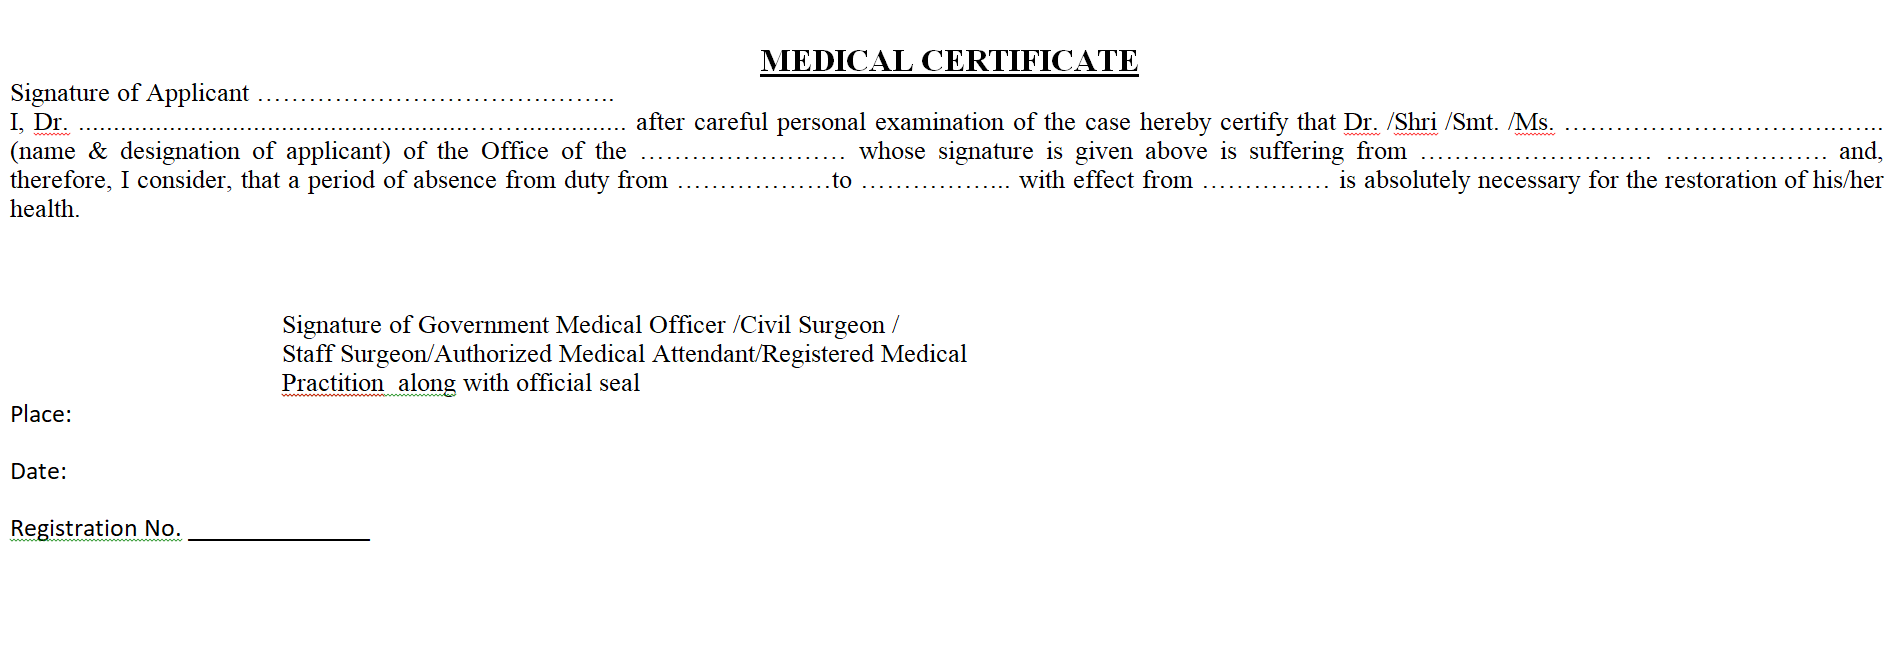 MEDICAL CERTIFICATE
Signature of Applicant ……………………………………..
I, Dr. ........................................................……............... after careful personal examination of the case hereby certify that Dr. /Shri /Smt. /Ms. ……………………………..…...
(name & designation of applicant) of the Office of the …………………… whose signature is given above is suffering from ……………………… ………………. and,
therefore, I consider, that a period of absence from duty from ………………to ……………... with effect from …………… is absolutely necessary for the restoration of his/her
health.
Signature of Government Medical Officer /Civil Surgeon /
Staff Surgeon/Authorized Medical Attendant/Registered Medical
Practition along with official seal
Place:
Date:
Registration No. _______________